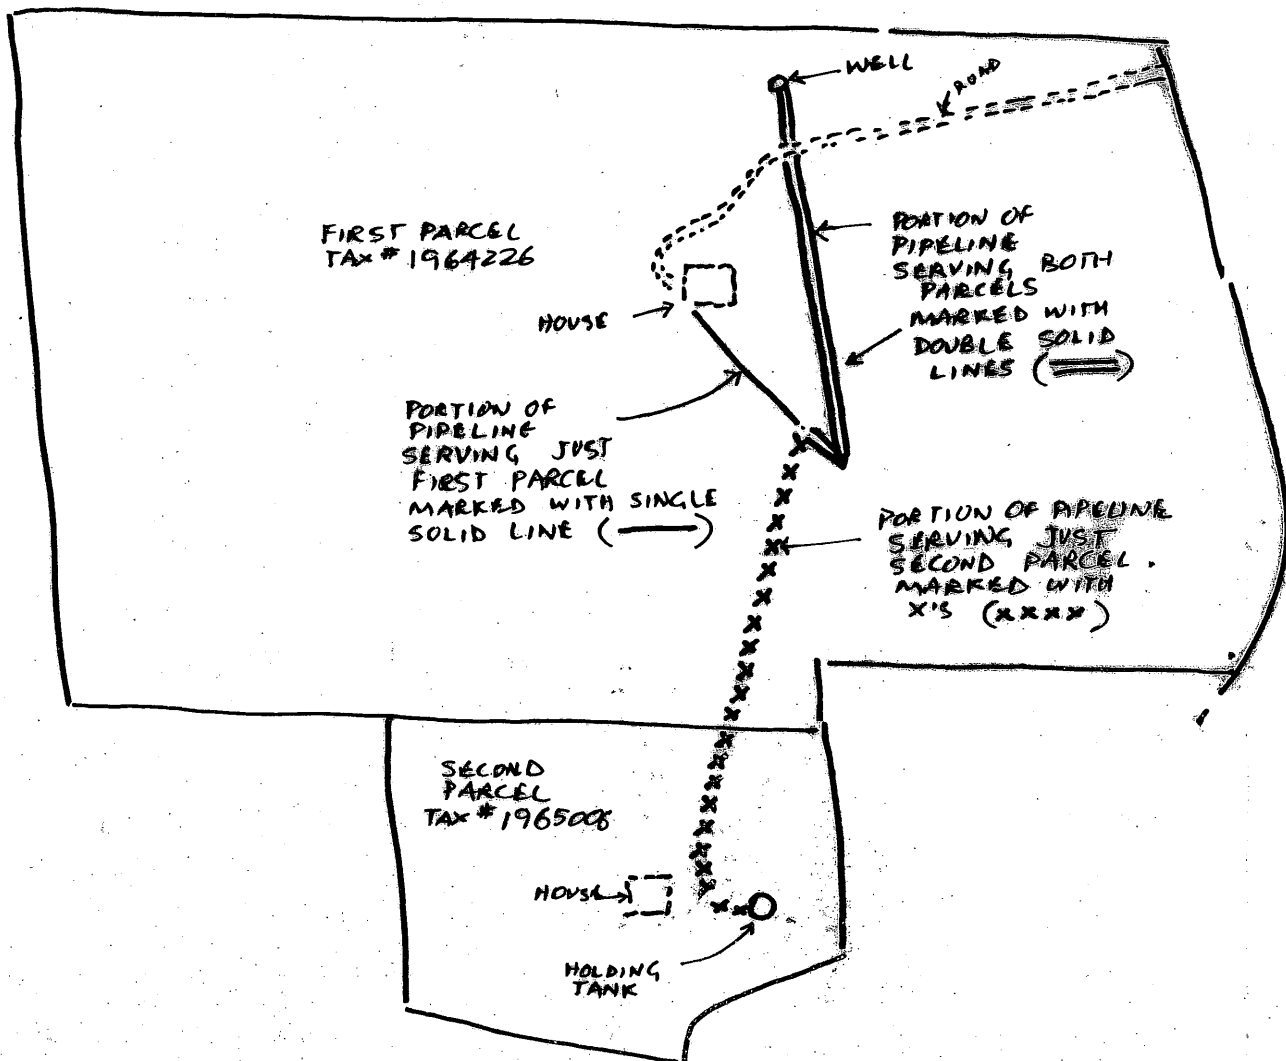 WELL
ROAD
FIRST PARCEL
TAX # 1964226
HOUSE
PORTION OF
PIPELINE
SERVING BOTH
PARCELS
MARKED WITH
DOUBLE SOLID
LINES (═══)
PORTION OF
PIPELINE
SERVING JUST
FIRST PARCEL
MARKED WITH SINGLE
SOLID LINE (———)
PORTION OF PIPELINE
SERVING JUST
SECOND PARCEL.
MARKED WITH
X'S (xxxx)
SECOND
PARCEL
TAX # 1965006
HOUSE
HOLDING
TANK